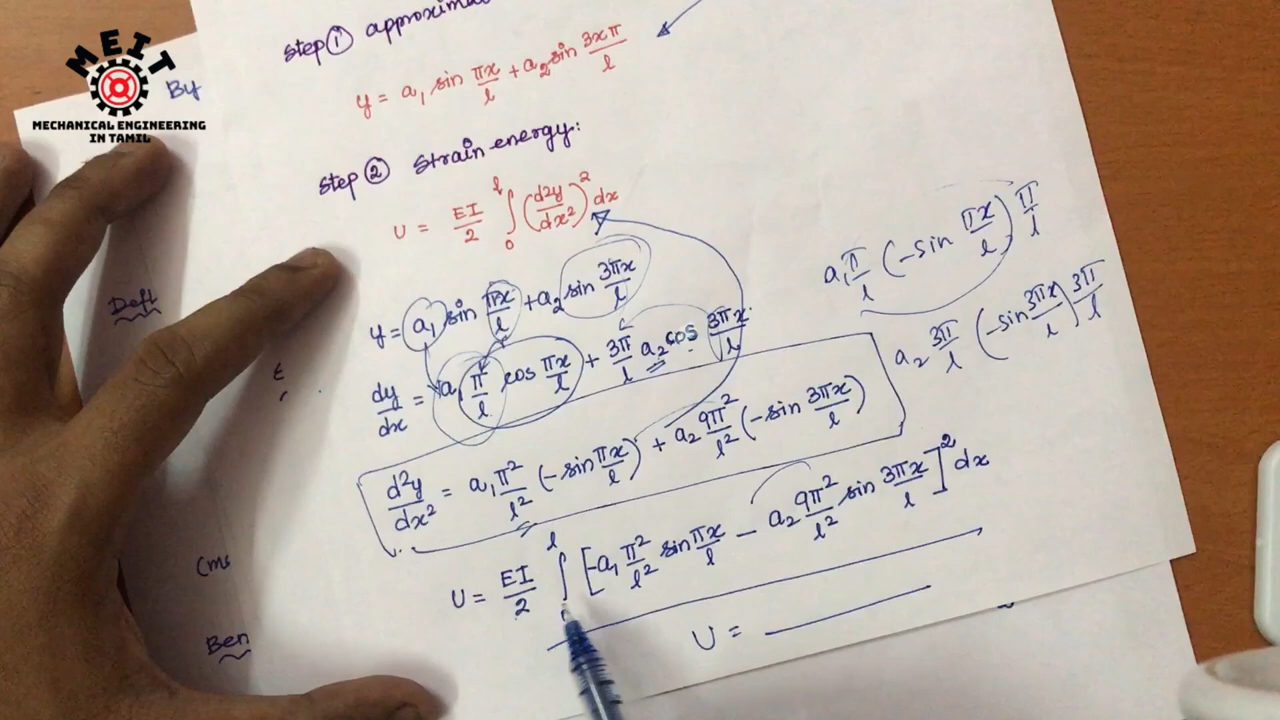 MEIT
MECHANICAL ENGINEERING
IN TAMIL
By
Step ①
y = a₁ sin πx/l + a₂ sin 3xπ/l
Step ② Strain energy:
U = EI/2 ∫₀ˡ (d²y/dx²)² dx
y = a₁ sin πx/l + a₂ sin 3πx/l
dy/dx = a₁ π/l cos πx/l + 3π/l a₂ cos 3πx/l
d²y/dx² = a₁ π²/l² (-sin πx/l) + a₂ 9π²/l² (-sin 3πx/l)
U = EI/2 ∫₀ˡ [-a₁ π²/l² sin πx/l - a₂ 9π²/l² sin 3πx/l]² dx
U =
a₁ π/l (-sin πx/l) π/l
a₂ 3π/l (-sin 3πx/l) 3π/l
Defl
Ben